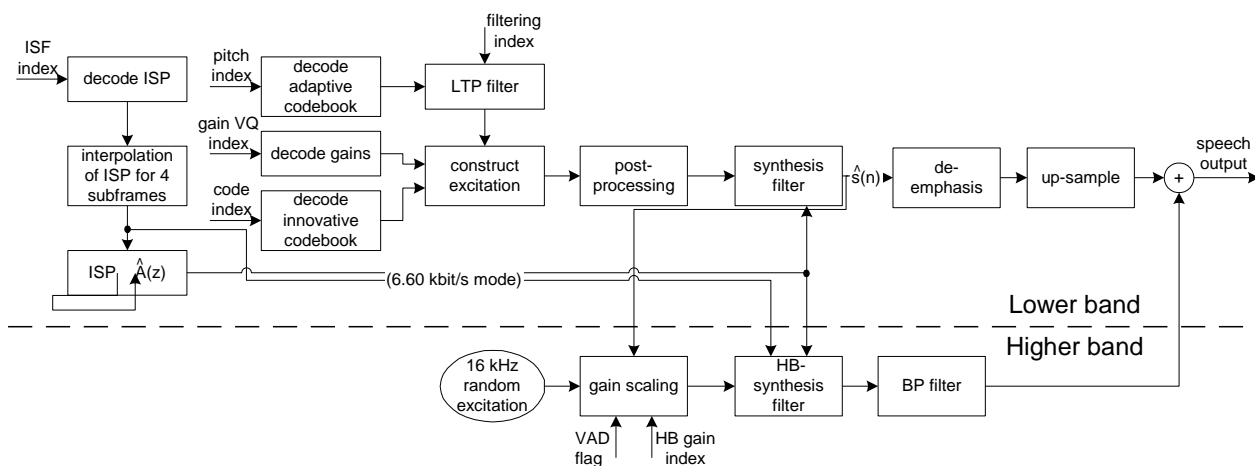 ISF
index
decode ISP
interpolation
of ISP for 4
subframes
ISP
Â(z)
pitch
index
decode
adaptive
codebook
filtering
index
LTP filter
gain VQ
index
decode gains
code
index
decode
innovative
codebook
construct
excitation
post-
processing
synthesis
filter
ŝ(n)
de-
emphasis
up-sample
+
speech
output
(6.60 kbit/s mode)
Lower band
Higher band
16 kHz
random
excitation
gain scaling
VAD
flag
HB gain
index
HB-
synthesis
filter
BP filter